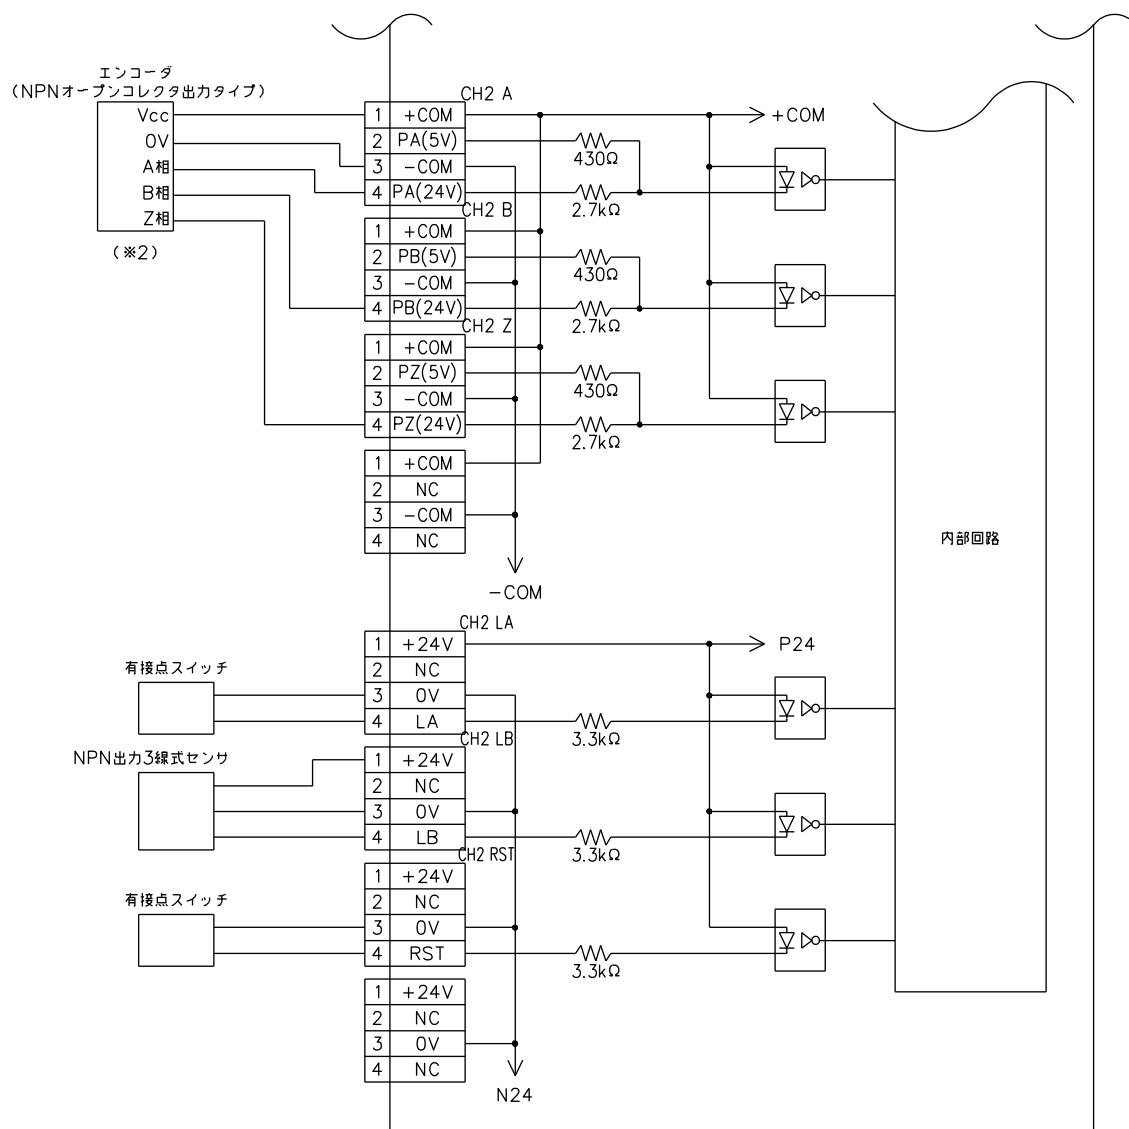 エンコーダ
(NPNオープンコレクタ出力タイプ)
Vcc
0V
A相
B相
Z相
(※2)
CH2 A
1 +COM
2 PA(5V)
3 -COM
4 PA(24V)
+COM
430Ω
2.7kΩ
CH2 B
1 +COM
2 PB(5V)
3 -COM
4 PB(24V)
430Ω
2.7kΩ
CH2 Z
1 +COM
2 PZ(5V)
3 -COM
4 PZ(24V)
430Ω
2.7kΩ
1 +COM
2 NC
3 -COM
4 NC
-COM
内部回路
CH2 LA
1 +24V
2 NC
3 0V
4 LA
P24
有接点スイッチ
3.3kΩ
CH2 LB
NPN出力3線式センサ
1 +24V
2 NC
3 0V
4 LB
3.3kΩ
CH2 RST
1 +24V
2 NC
3 0V
4 RST
有接点スイッチ
3.3kΩ
1 +24V
2 NC
3 0V
4 NC
N24